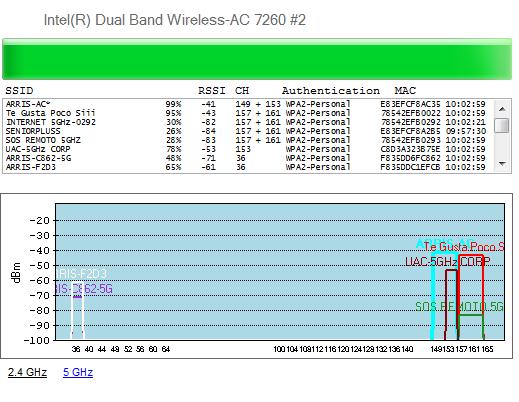 Intel(R) Dual Band Wireless-AC 7260 #2
SSID RSSI CH Authentication MAC
ARRIS-AC* 99% -41 149 + 153 WPA2-Personal E83EFCF8AC35 10:02:59
Te Gusta Poco Siii 95% -43 157 + 161 WPA2-Personal 78542EFB0022 10:02:59
INTERNET 5GHz-0292 30% -82 157 + 161 WPA2-Personal 78542EFB0292 10:02:21
SENIORPLUSS 26% -84 157 + 161 WPA2-Personal E83EFCF8A2B5 09:57:30
SOS REMOTO 5GHZ 28% -83 157 + 161 WPA2-Personal 78542EFB0293 10:02:59
UAC-5GHz CORP 78% -53 153 WPA2-Personal C8D3A323B75E 10:02:59
ARRIS-C862-5G 48% -71 36 WPA2-Personal F835DD6FC862 10:02:59
ARRIS-F2D3 65% -61 36 WPA2-Personal F835DDC1EFCB 10:02:59
dBm
-20
-30
-40
-50
-60
-70
-80
-90
-100
Te Gusta Poco S
UAC-5GHz CORP
RIS-F2D3
IS-C862-5G
SOS REMOTO 5G
36 40 44 48 52 56 60 64 100 104 109 112 116 120 124 128 132 136 140 149 153 157 161 165
2.4 GHz 5 GHz